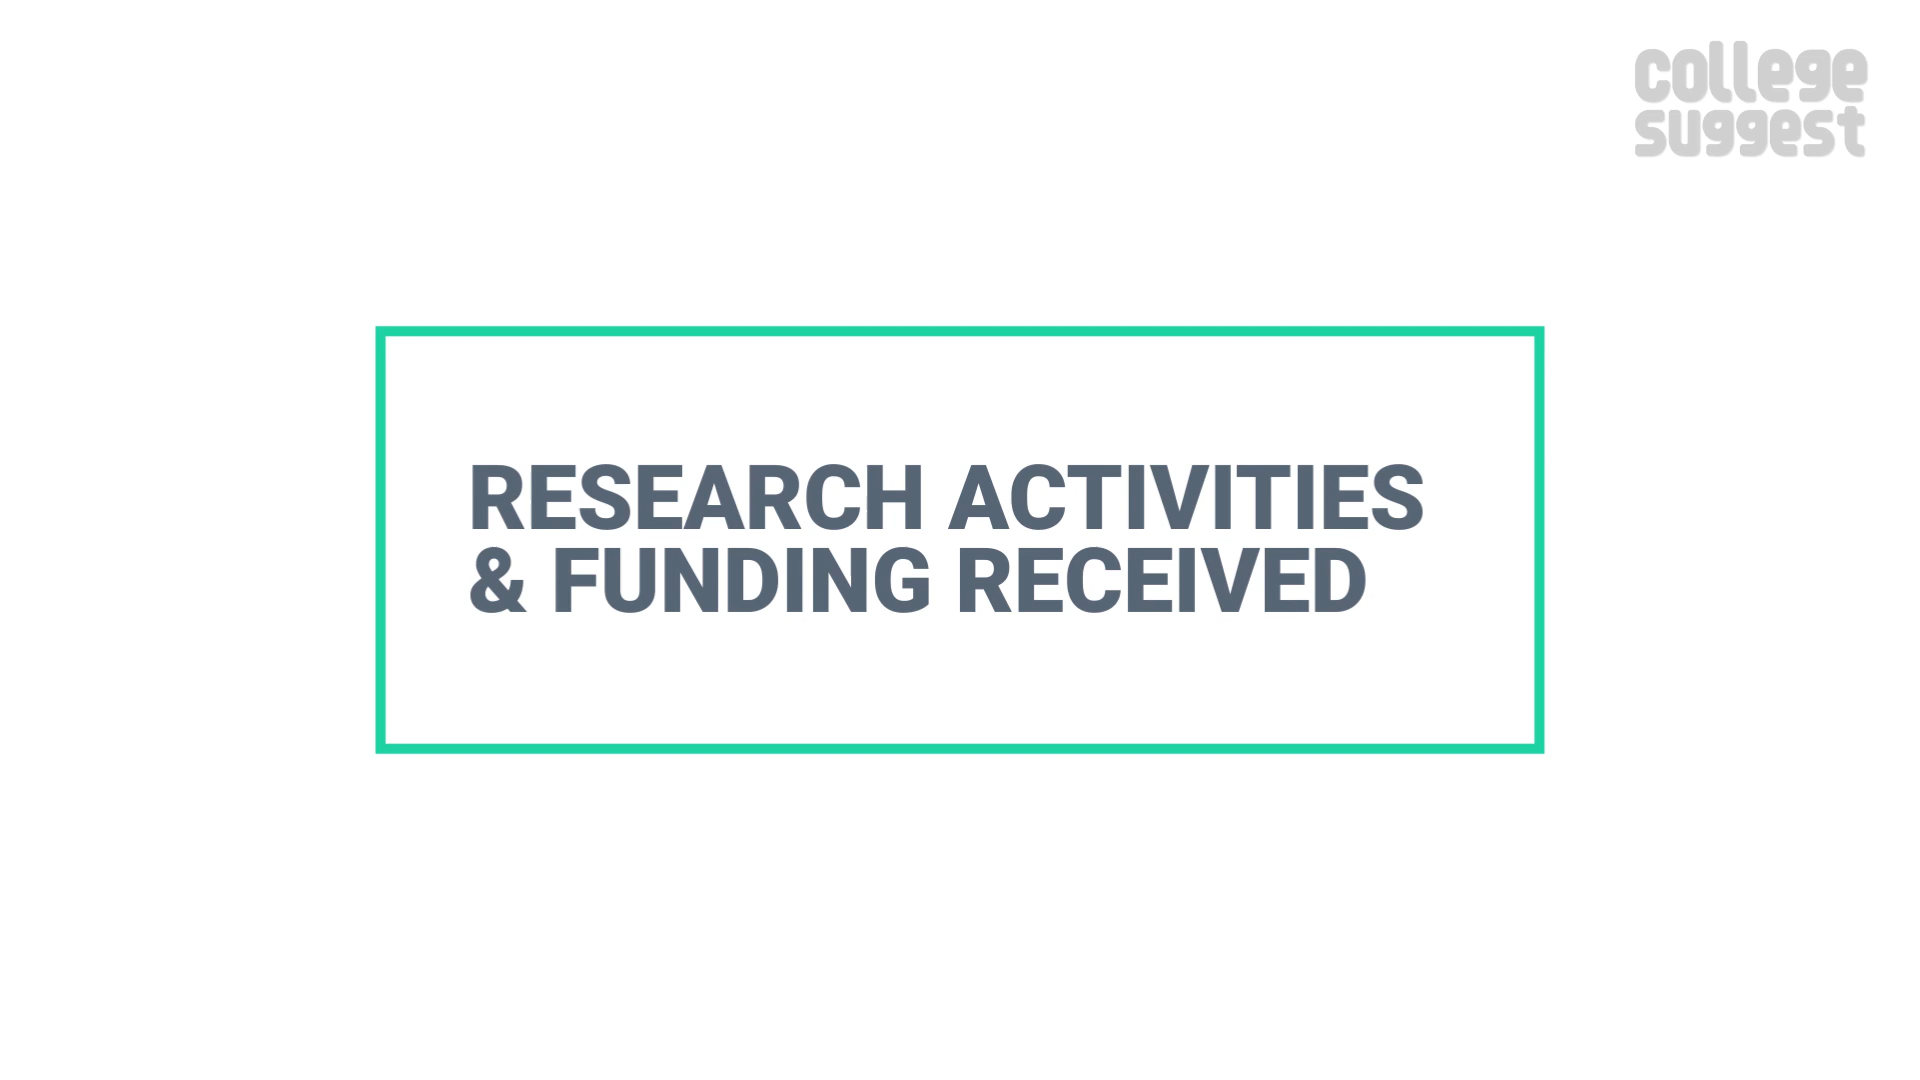 college
suggest
RESEARCH ACTIVITIES
& FUNDING RECEIVED